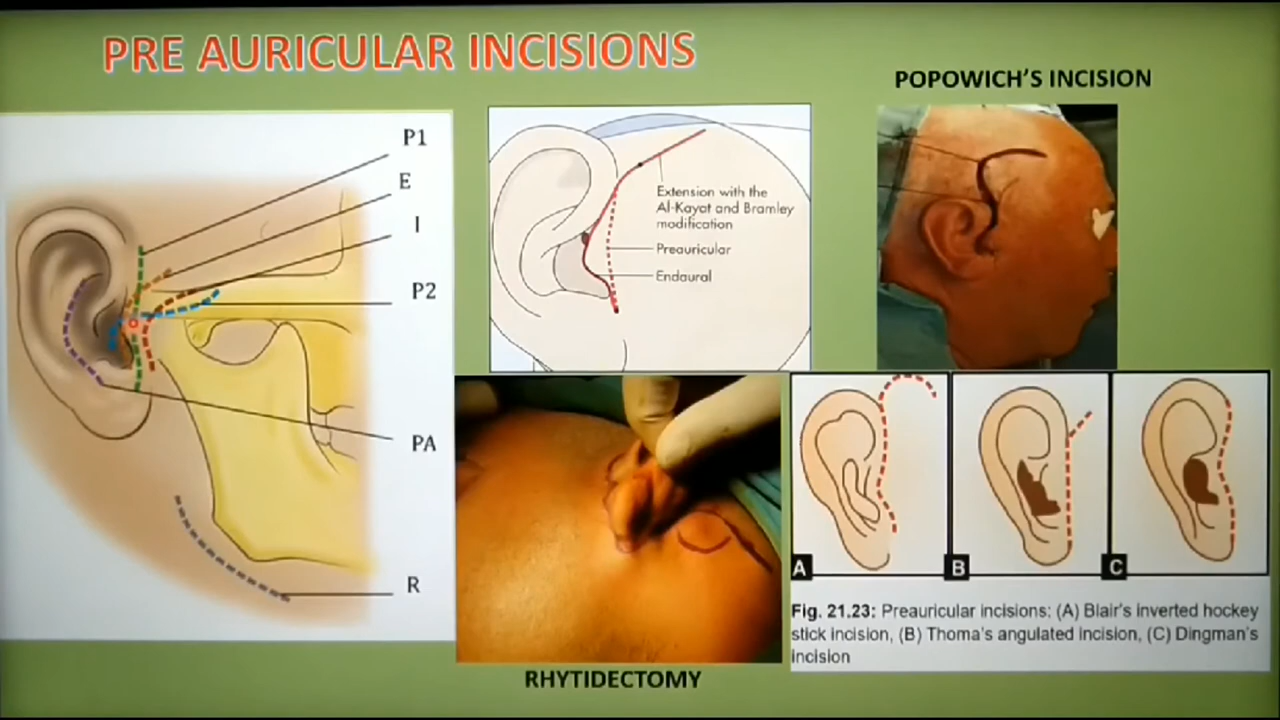 PRE AURICULAR INCISIONS
POPOWICH'S INCISION
P1
E
I
P2
PA
R
Extension with the
Al-Kayat and Bramley
modification
Preauricular
Endaural
RHYTIDECTOMY
A
B
C
Fig. 21.23: Preauricular incisions: (A) Blair's inverted hockey
stick incision, (B) Thoma's angulated incision, (C) Dingman's
incision